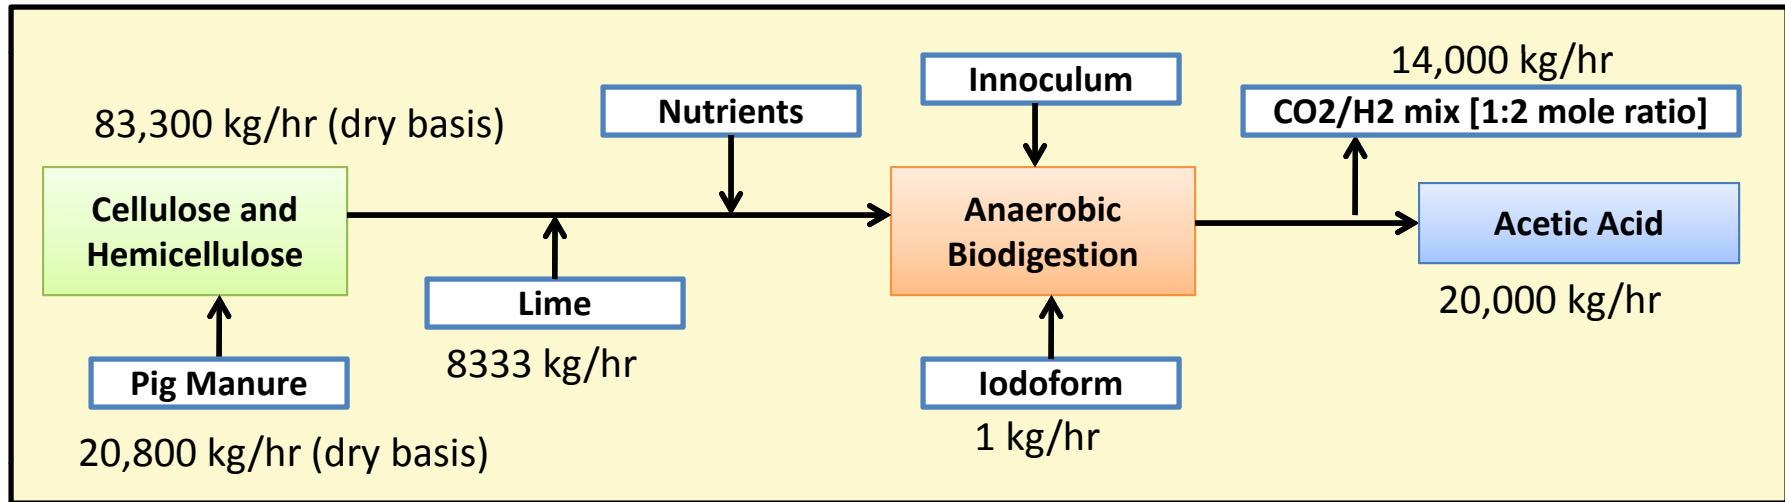 14,000 kg/hr
Innoculum
Nutrients
CO2/H2 mix [1:2 mole ratio]
83,300 kg/hr (dry basis)
Cellulose and
Hemicellulose
Anaerobic
Biodigestion
Acetic Acid
Lime
20,000 kg/hr
8333 kg/hr
Pig Manure
Iodoform
1 kg/hr
20,800 kg/hr (dry basis)